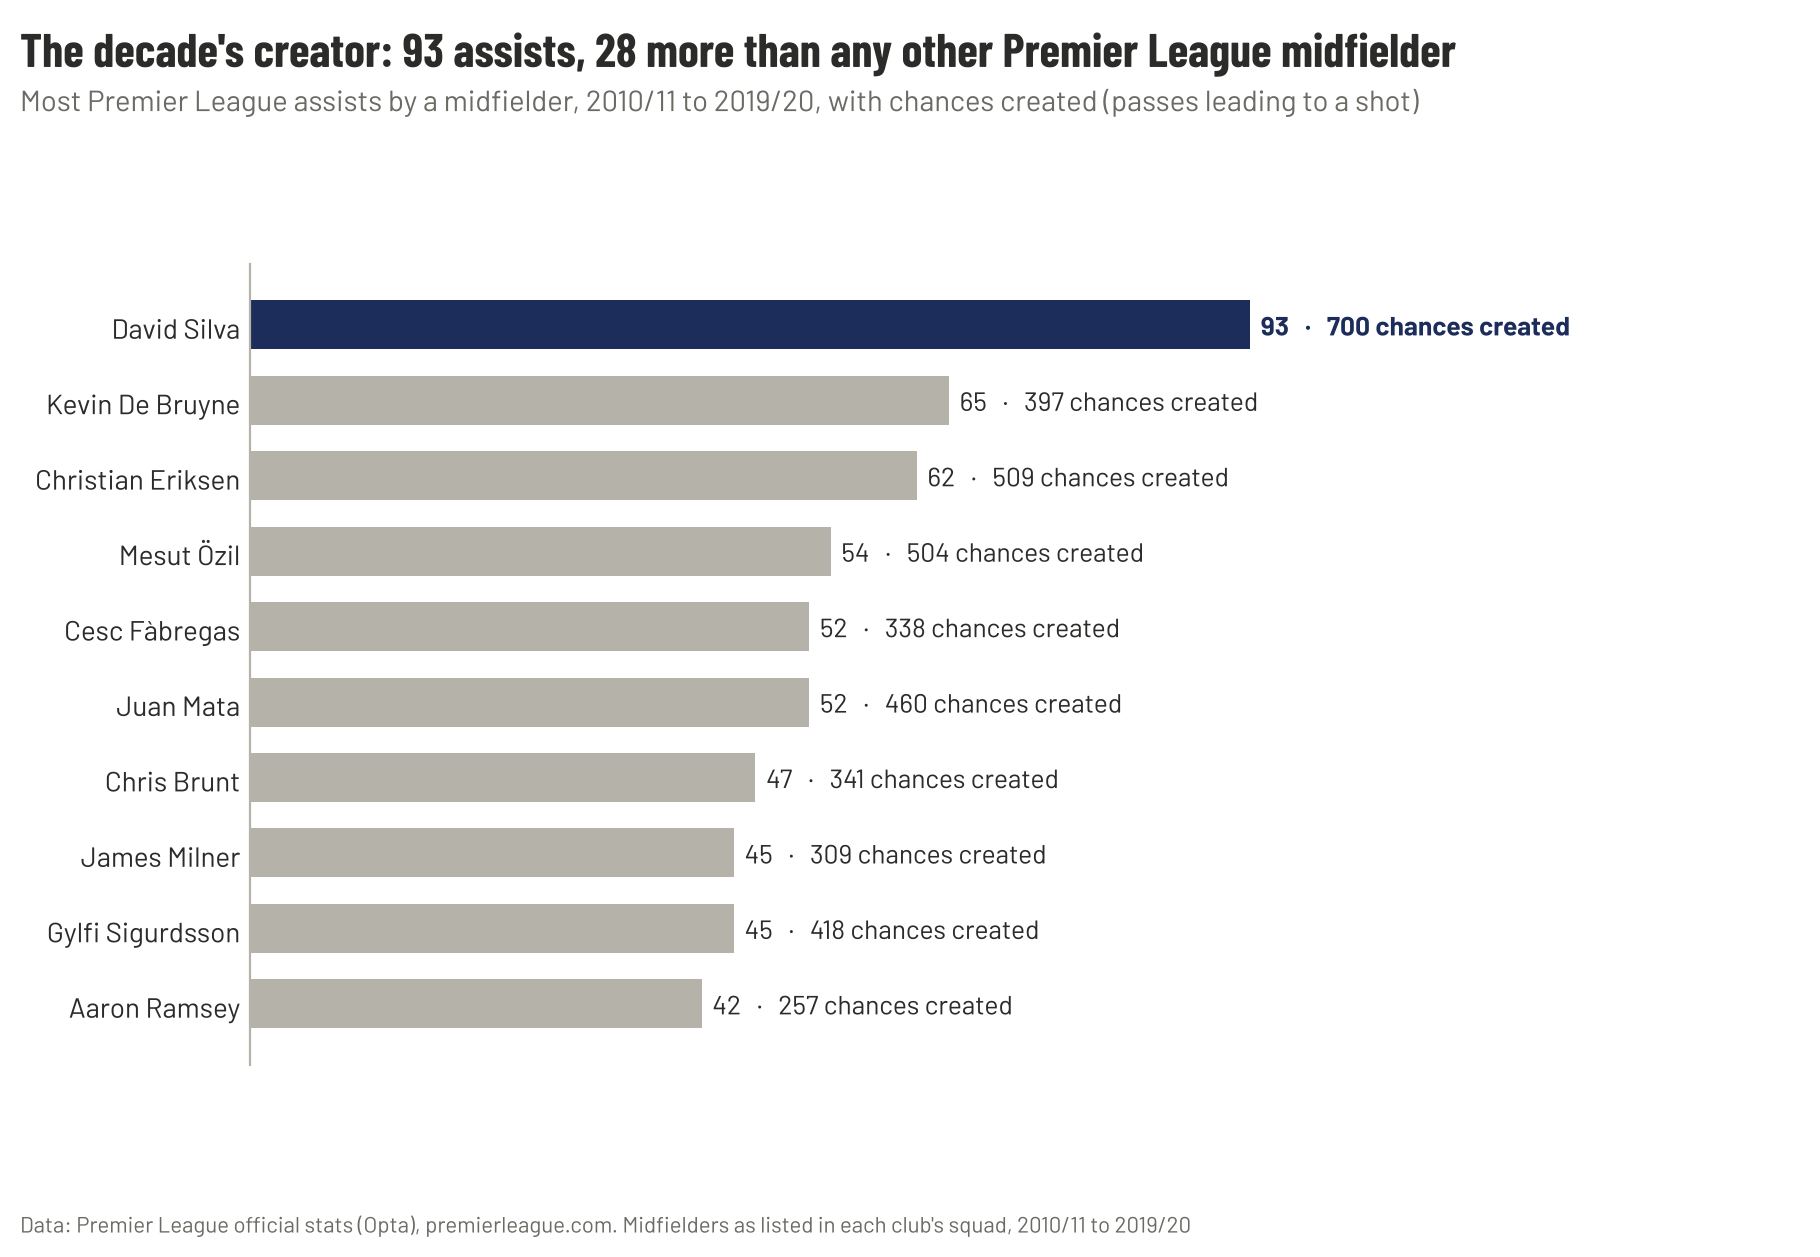 The decade's creator: 93 assists, 28 more than any other Premier League midfielder
Most Premier League assists by a midfielder, 2010/11 to 2019/20, with chances created (passes leading to a shot)
David Silva 93 · 700 chances created
Kevin De Bruyne 65 · 397 chances created
Christian Eriksen 62 · 509 chances created
Mesut Özil 54 · 504 chances created
Cesc Fàbregas 52 · 338 chances created
Juan Mata 52 · 460 chances created
Chris Brunt 47 · 341 chances created
James Milner 45 · 309 chances created
Gylfi Sigurdsson 45 · 418 chances created
Aaron Ramsey 42 · 257 chances created
Data: Premier League official stats (Opta), premierleague.com. Midfielders as listed in each club's squad, 2010/11 to 2019/20